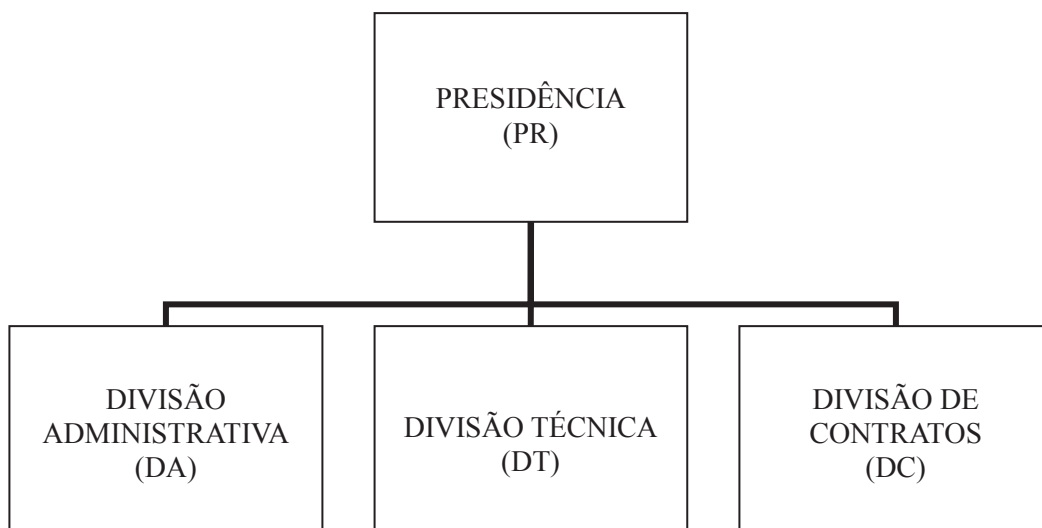 PRESIDÊNCIA
(PR)
DIVISÃO
ADMINISTRATIVA
(DA)
DIVISÃO TÉCNICA
(DT)
DIVISÃO DE
CONTRATOS
(DC)